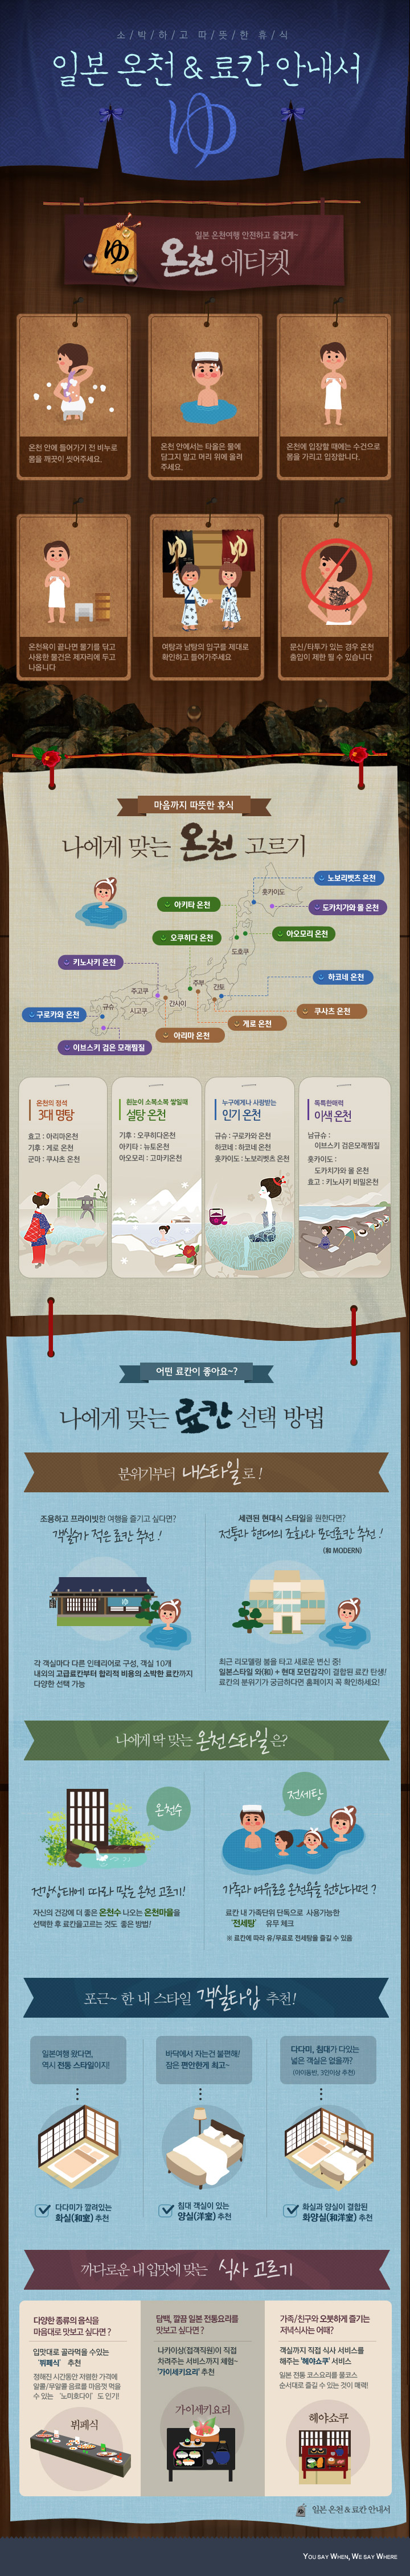 소/박/하/고 따/뜻/한 휴/식
일본 온천 & 료칸 안내서
ゆ
ゆ
일본 온천여행 안전하고 즐겁게~
온천 에티켓
온천 안에 들어가기 전 비누로
몸을 깨끗이 씻어주세요.
온천 안에서는 타올은 물에
담그지 말고 머리 위에 올려
주세요.
온천에 입장할 때에는 수건으로
몸을 가리고 입장합니다.
온천욕이 끝나면 물기를 닦고
사용한 물건은 제자리에 두고
나옵니다
ゆ ゆ
여탕과 남탕의 입구를 제대로
확인하고 들어가주세요
문신/타투가 있는 경우 온천
출입이 제한 될 수 있습니다
마음까지 따뜻한 휴식
나에게 맞는 온천 고르기
노보리벳츠 온천
홋카이도
아키타 온천
도카치가와 몰 온천
오쿠히다 온천
아오모리 온천
도호쿠
키노사키 온천
하코네 온천
주부
주고쿠
간토
간사이
규슈
시고쿠
구로카와 온천
쿠사츠 온천
게로 온천
아리마 온천
이브스키 검은 모래찜질
온천의 정석
3대 명탕
효고 : 아리마온천
기후 : 게로 온천
군마 : 쿠사츠 온천
흰눈이 소복소복 쌓일때
설탕 온천
기후 : 오쿠히다온천
아키타 : 뉴토온천
아오모리 : 고마키온천
누구에게나 사랑받는
인기 온천
규슈 : 구로카와 온천
하코네 : 하코네 온천
홋카이도 : 노보리벳츠 온천
톡톡한매력
이색 온천
남규슈 :
이브스키 검은모래찜질
홋카이도 :
도카치가와 몰 온천
효고 : 키노사키 비밀온천
어떤 료칸이 좋아요~?
나에게 맞는 료칸 선택 방법
분위기부터 내스타일로!
조용하고 프라이빗한 여행을 즐기고 싶다면?
객실수가 적은 료칸 추천!
ゆ
각 객실마다 다른 인테리어로 구성, 객실 10개
내외의 고급료칸부터 합리적 비용의 소박한 료칸까지
다양한 선택 가능
세련된 현대식 스타일을 원한다면?
전통과 현대의 조화와 모던료칸 추천!
(和 MODERN)
최근 리모델링 붐을 타고 새로운 변신 중!
일본스타일 와(和) + 현대 모던감각이 결합된 료칸 탄생!
료칸의 분위기가 궁금하다면 홈페이지 꼭 확인하세요!
나에게 딱 맞는 온천 스타일은?
온천수
건강상태에 따라 맞는 온천 고르기!
자신의 건강에 더 좋은 온천수 나오는 온천마을을
선택한 후 료칸을고르는 것도 좋은 방법!
전세탕
가족과 여유로운 온천욕을 원한다면?
료칸 내 가족단위 단독으로 사용가능한
'전세탕' 유무 체크
※ 료칸에 따라 유/무료로 전세탕을 즐길 수 있음
포근~ 한 내 스타일 객실타입 추천!
일본여행 왔다면,
역시 전통 스타일이지!
다다미가 깔려있는
화실(和室) 추천
바닥에서 자는건 불편해!
잠은 편안한게 최고~
침대 객실이 있는
양실(洋室) 추천
다다미, 침대가 다있는
넓은 객실은 없을까?
(아이동반, 3인이상 추천)
화실과 양실이 결합된
화양실(和洋室) 추천
까다로운 내 입맛에 맞는 식사 고르기
다양한 종류의 음식을
마음대로 맛보고 싶다면 ?
입맛대로 골라먹을 수있는
'뷔페식' 추천
정해진 시간동안 저렴한 가격에
알콜/무알콜 음료를 마음껏 먹을
수 있는 '노미호다이' 도 인기!
뷔페식
담백, 깔끔 일본 전통요리를
맛보고 싶다면 ?
나카이상(접객직원)이 직접
차려주는 서비스까지 체험~
'가이세키요리' 추천
가이세키요리
가족/친구와 오붓하게 즐기는
저녁식사는 어때?
객실까지 직접 식사 서비스를
해주는 '헤야쇼쿠' 서비스
일본 전통 코스요리를 풀코스
순서대로 즐길 수 있는 것이 매력!
헤야쇼쿠
일본 온천 & 료칸 안내서
YOU SAY WHEN, WE SAY WHERE